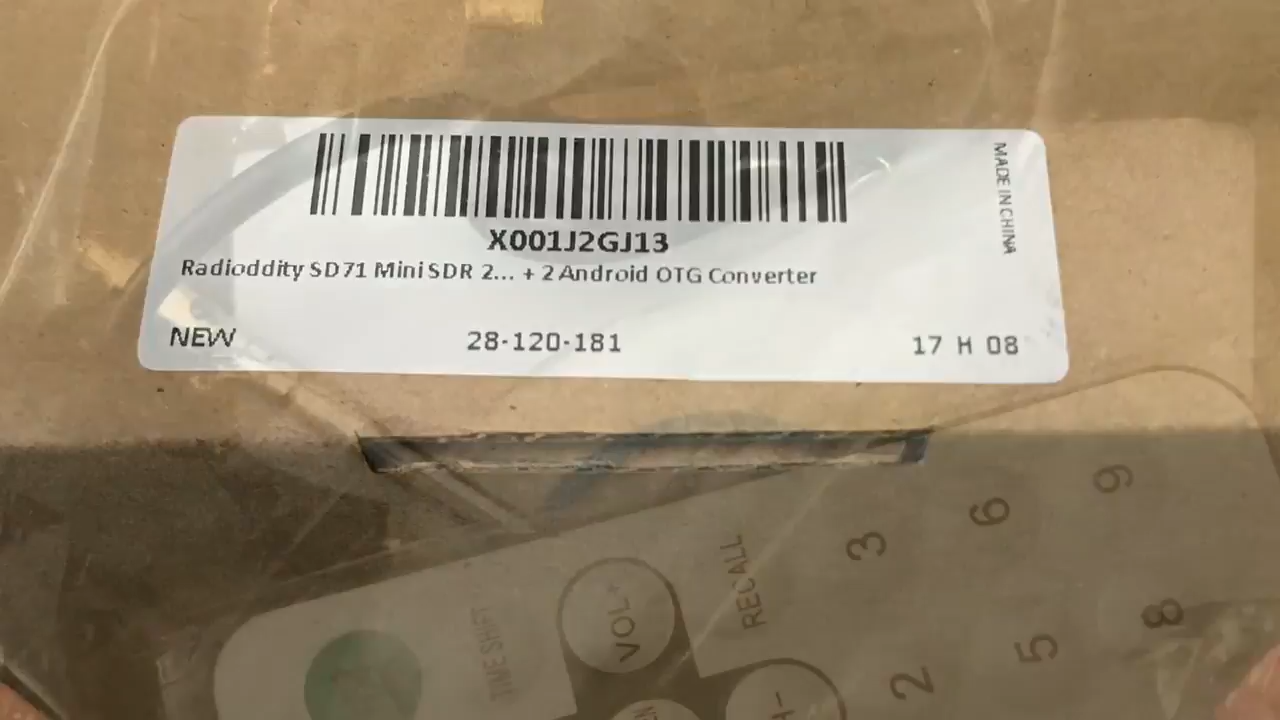 X001J2GJ13
Radioddity SD71 Mini SDR 2... + 2 Android OTG Converter
NEW
28-120-181
17 H 08
MADE IN CHINA
TIME SHIFT
VOL+
RECALL
3
6
9
2
5
8